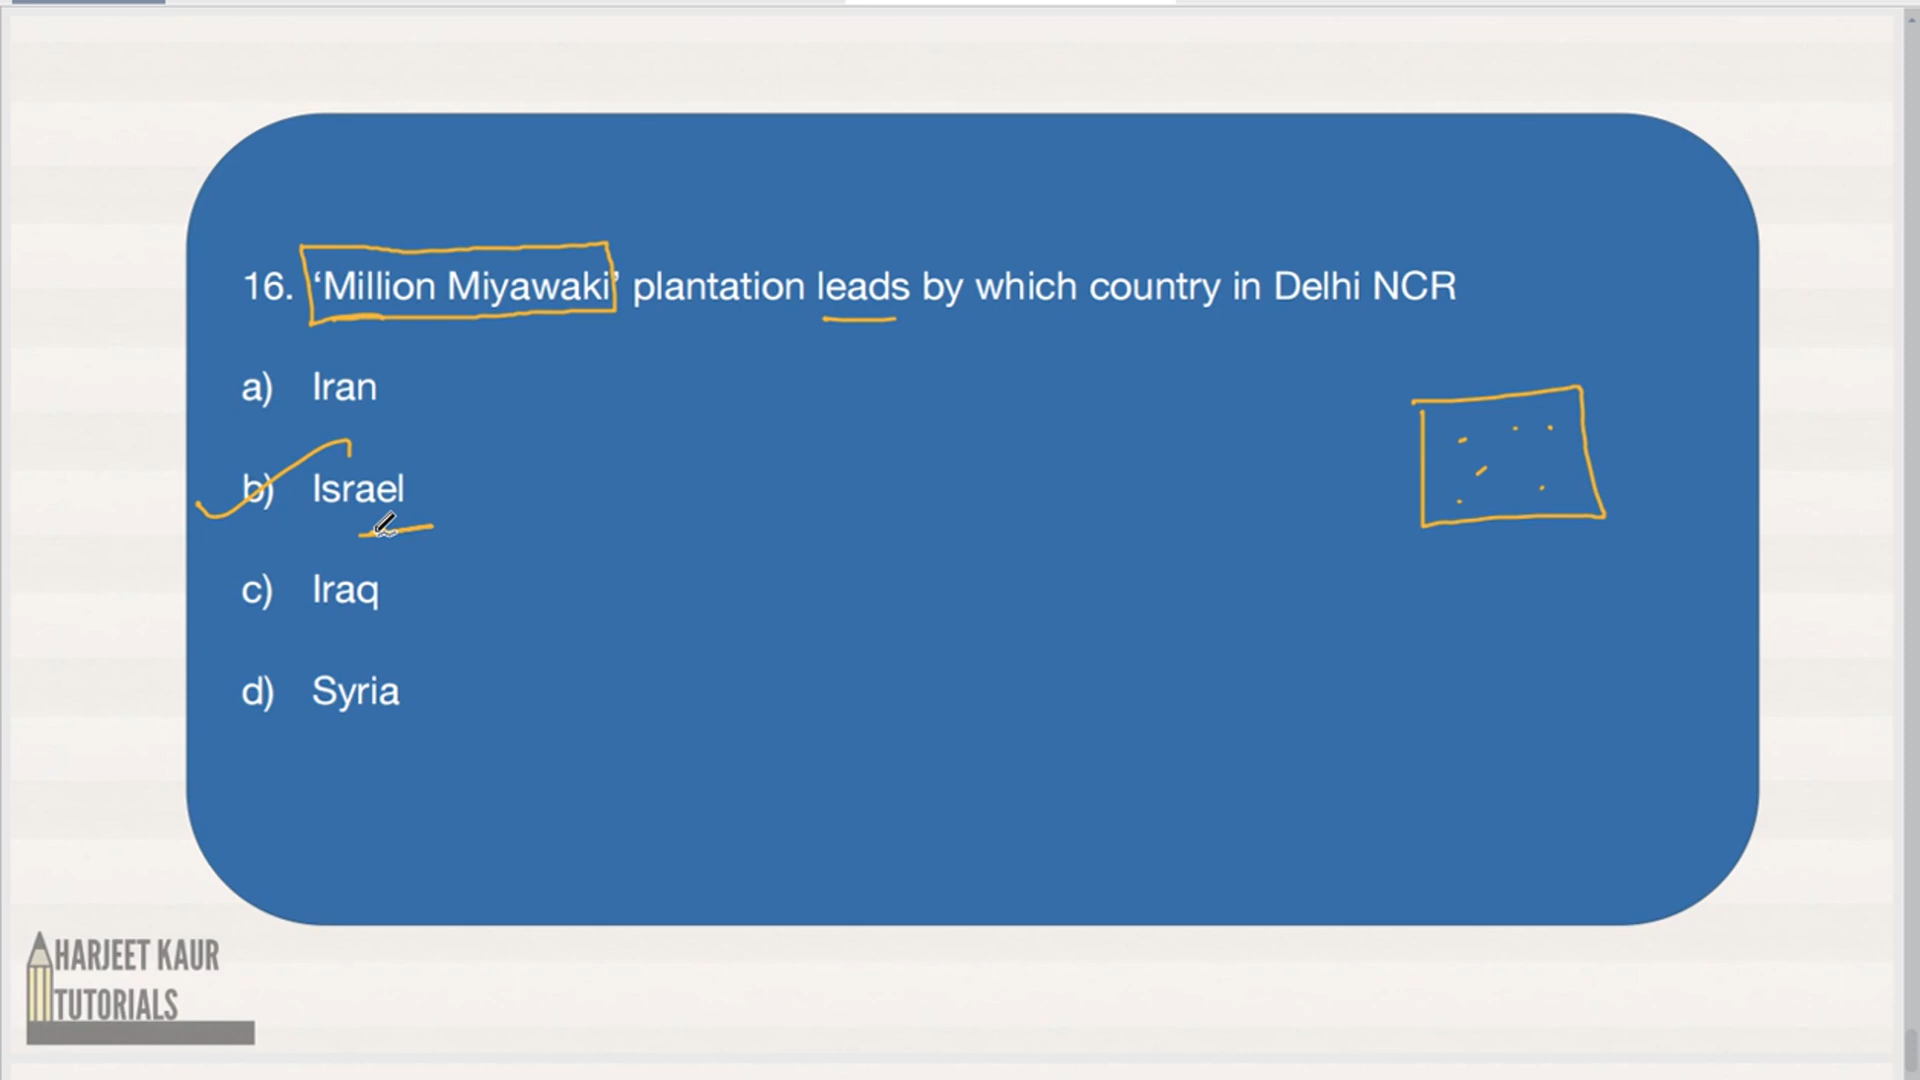 16. ‘Million Miyawaki’ plantation leads by which country in Delhi NCR
a) Iran
b) Israel
c) Iraq
d) Syria
HARJEET KAUR
TUTORIALS